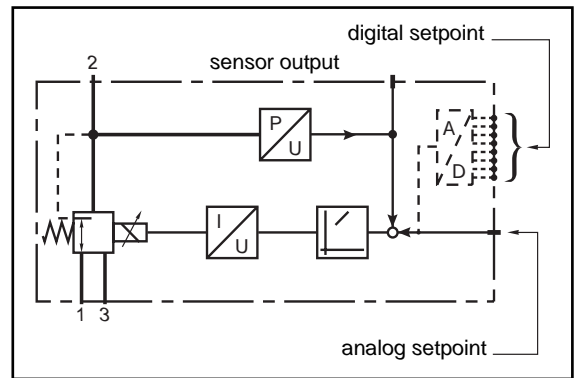 digital setpoint
2
sensor output
P
U
A
D
I
U
1 3
analog setpoint